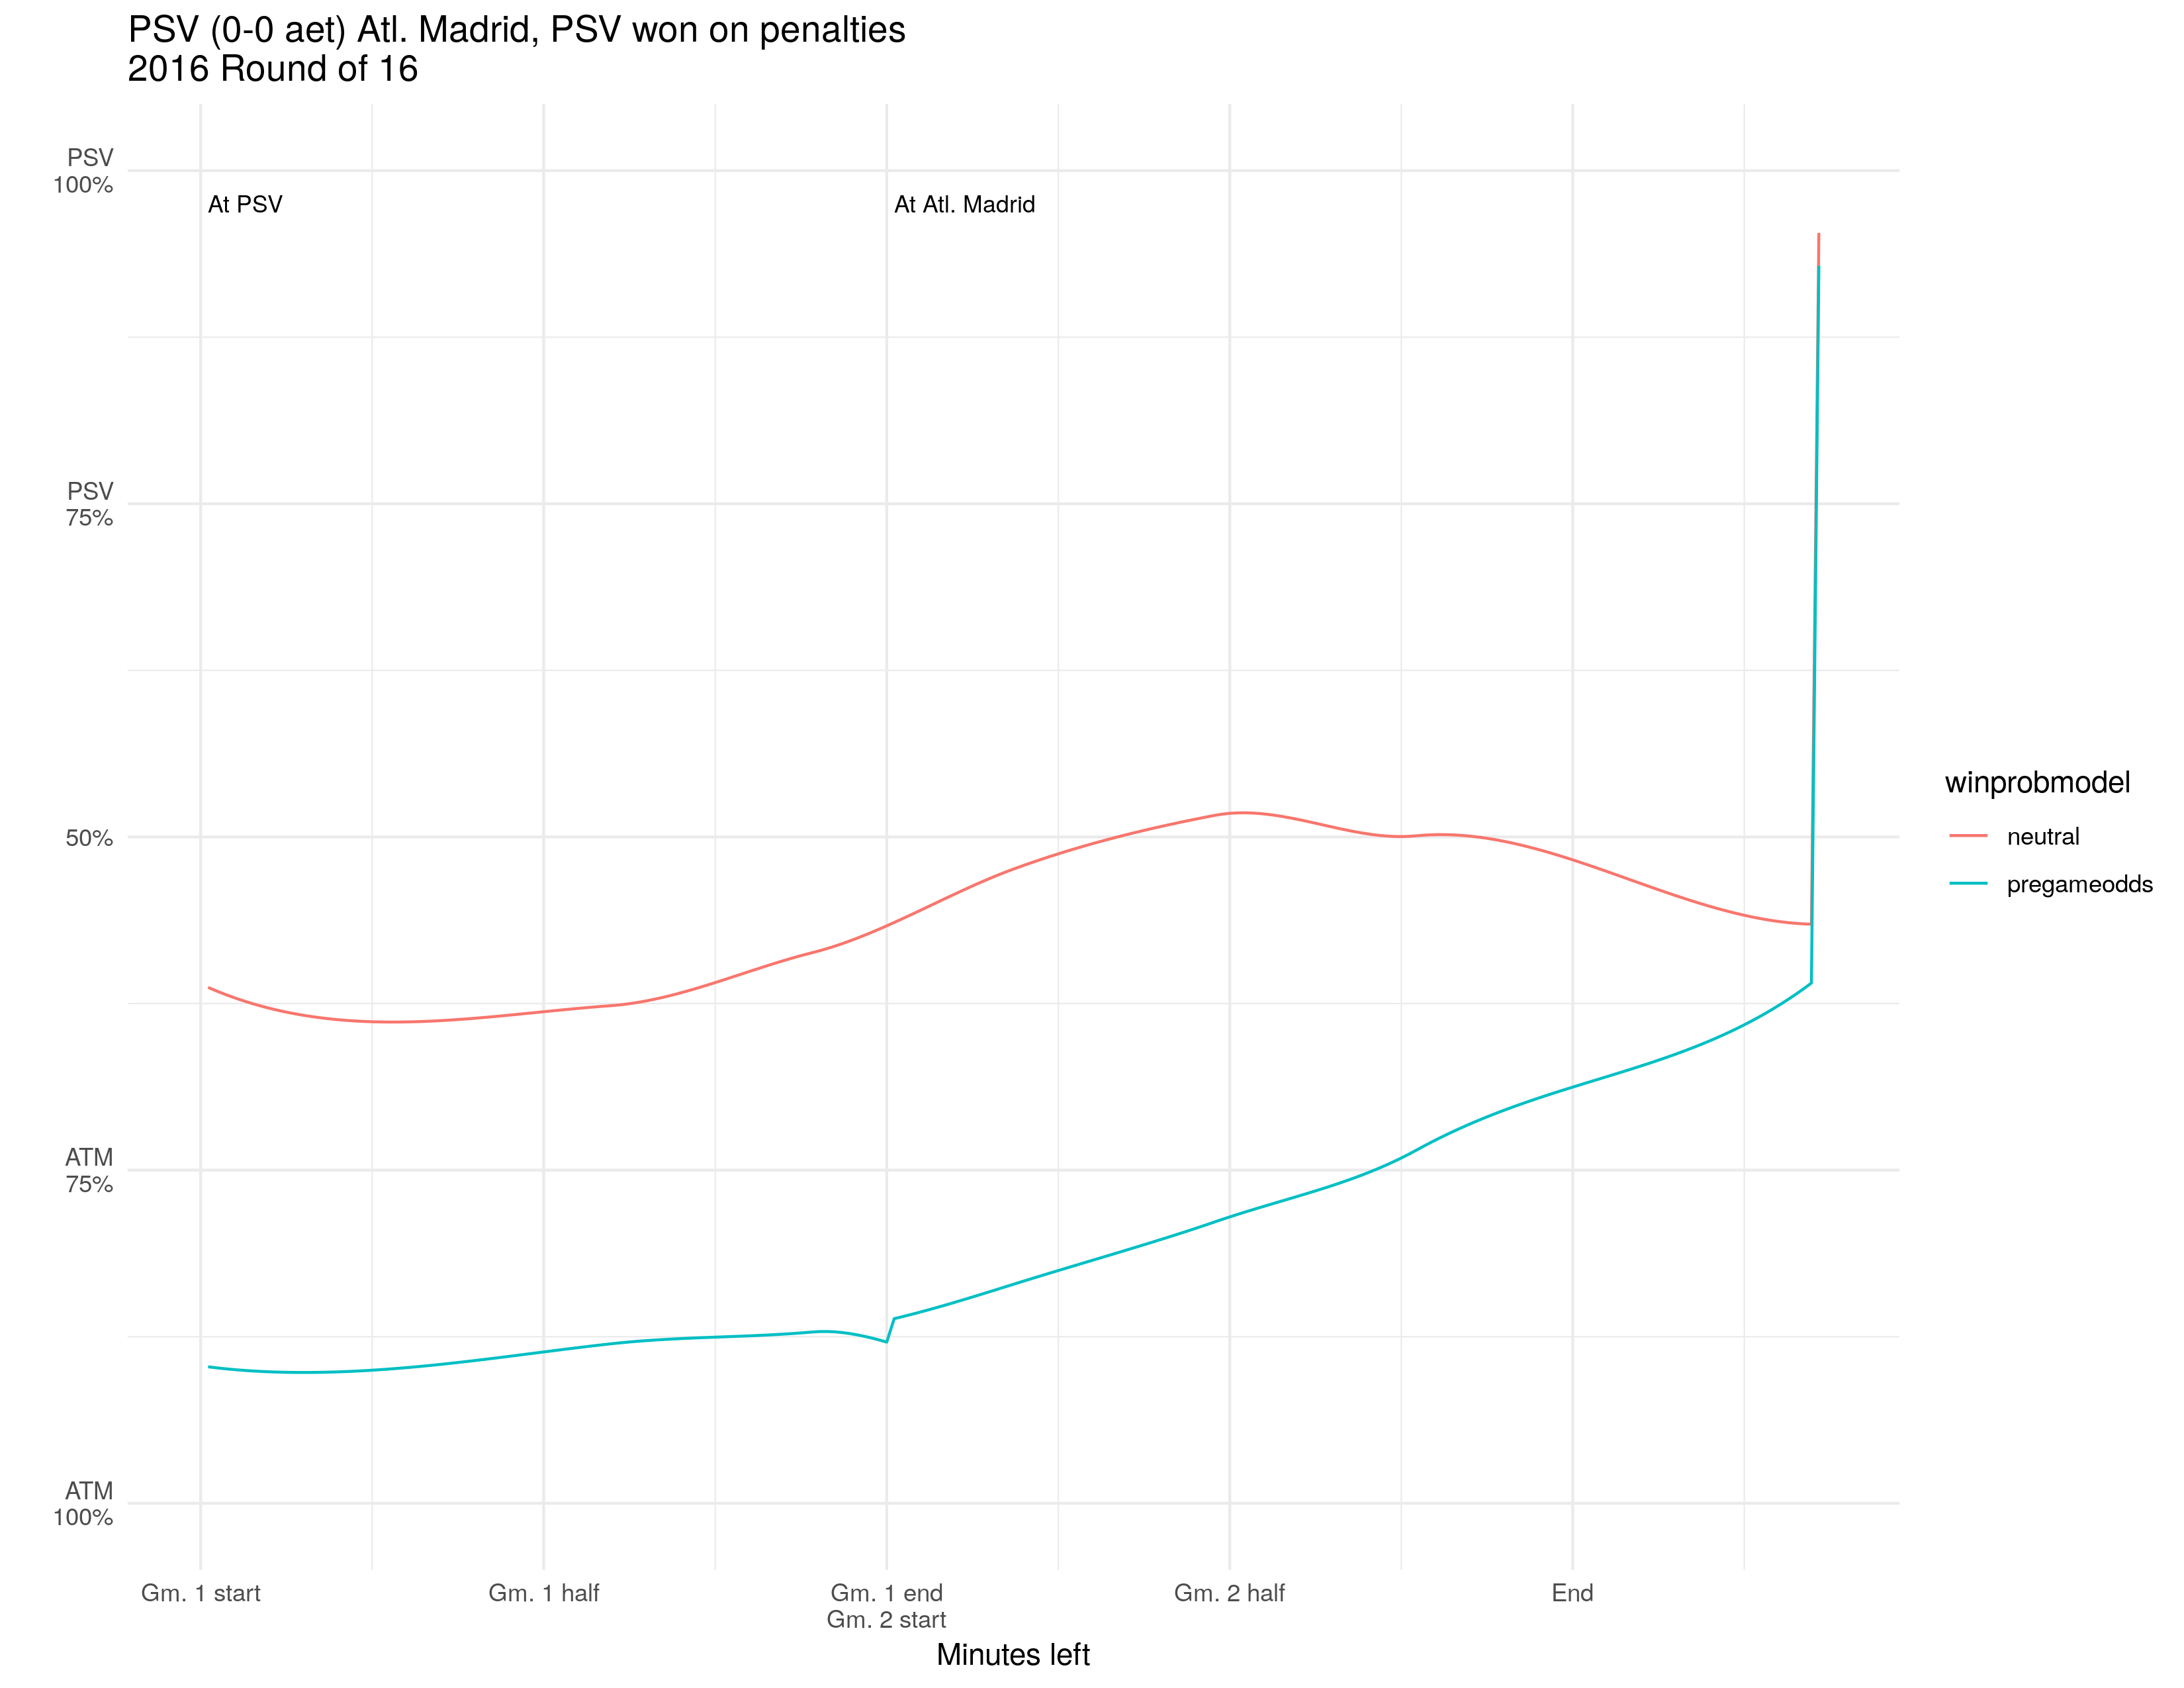 PSV (0-0 aet) Atl. Madrid, PSV won on penalties
2016 Round of 16
PSV
100%
At PSV
At Atl. Madrid
PSV
75%
50%
ATM
75%
ATM
100%
winprobmodel
neutral
pregameodds
Gm. 1 start
Gm. 1 half
Gm. 1 end
Gm. 2 start
Gm. 2 half
End
Minutes left